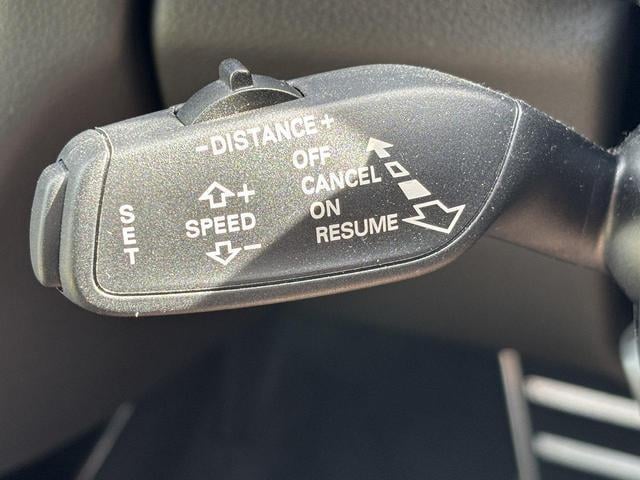 -DISTANCE+
OFF
CANCEL
ON
RESUME
+
SPEED
-
SET